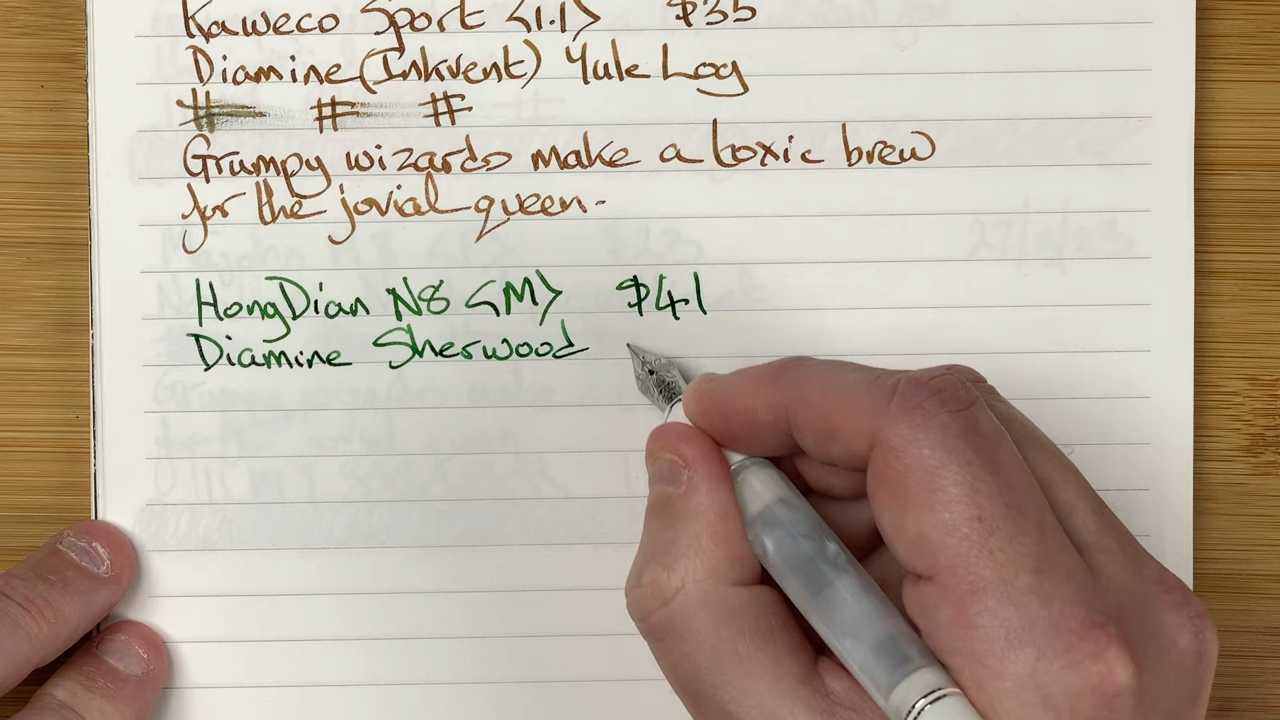 Kaweco Sport <1.1> $35
Diamine (Inkvent) Yule Log
# # #
Grumpy wizards make a toxic brew
for the jovial queen.
HongDian N8 <M> $41
Diamine Sherwood